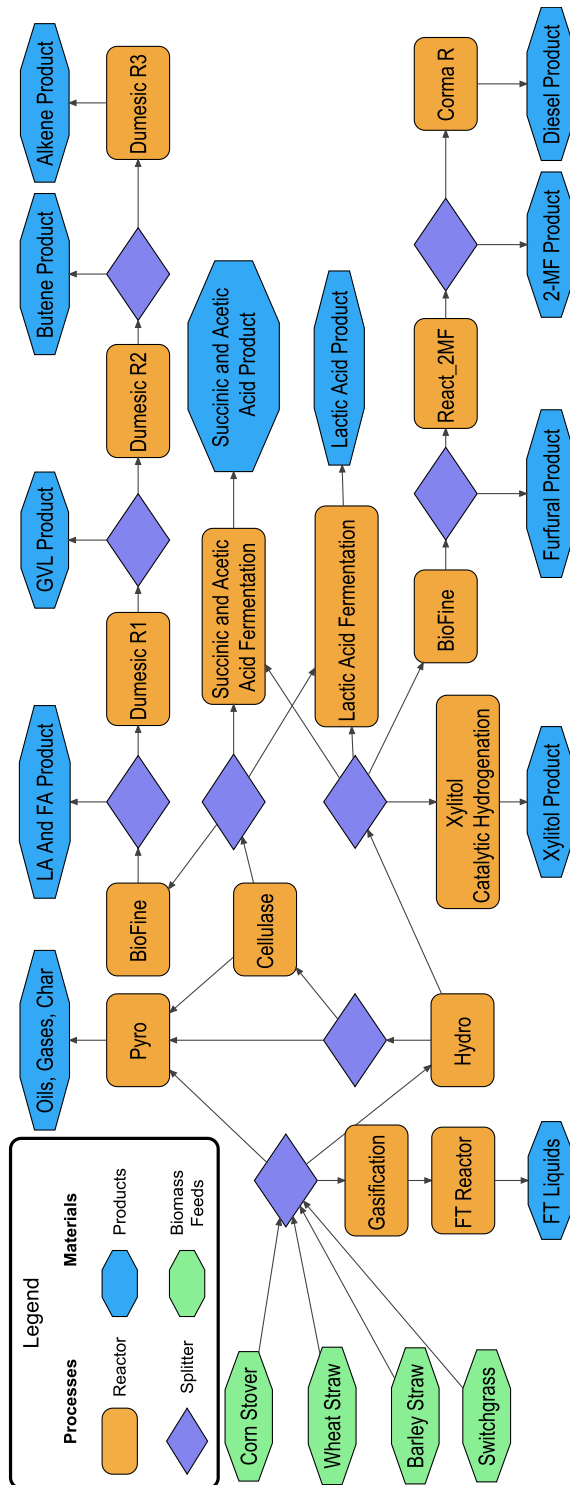 Legend
Processes
Materials
Reactor
Products
Splitter
Biomass
Feeds
Corn Stover
Wheat Straw
Barley Straw
Switchgrass
Oils, Gases, Char
Pyro
Gasification
FT Reactor
FT Liquids
Hydro
Cellulase
LA And FA Product
BioFine
Dumesic R1
GVL Product
Dumesic R2
Butene Product
Dumesic R3
Alkene Product
Succinic and Acetic
Acid Fermentation
Succinic and Acetic
Acid Product
Lactic Acid Fermentation
Lactic Acid Product
Xylitol
Catalytic Hydrogenation
Xylitol Product
BioFine
Furfural Product
React_2MF
2-MF Product
Corma R
Diesel Product